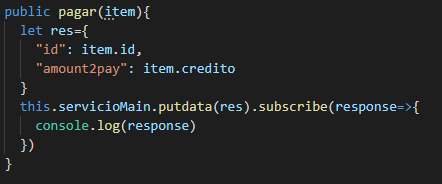 public pagar(item){
let res={
"id": item.id,
"amount2pay": item.credito
}
this.servicioMain.putdata(res).subscribe(response=>{
console.log(response)
})
}